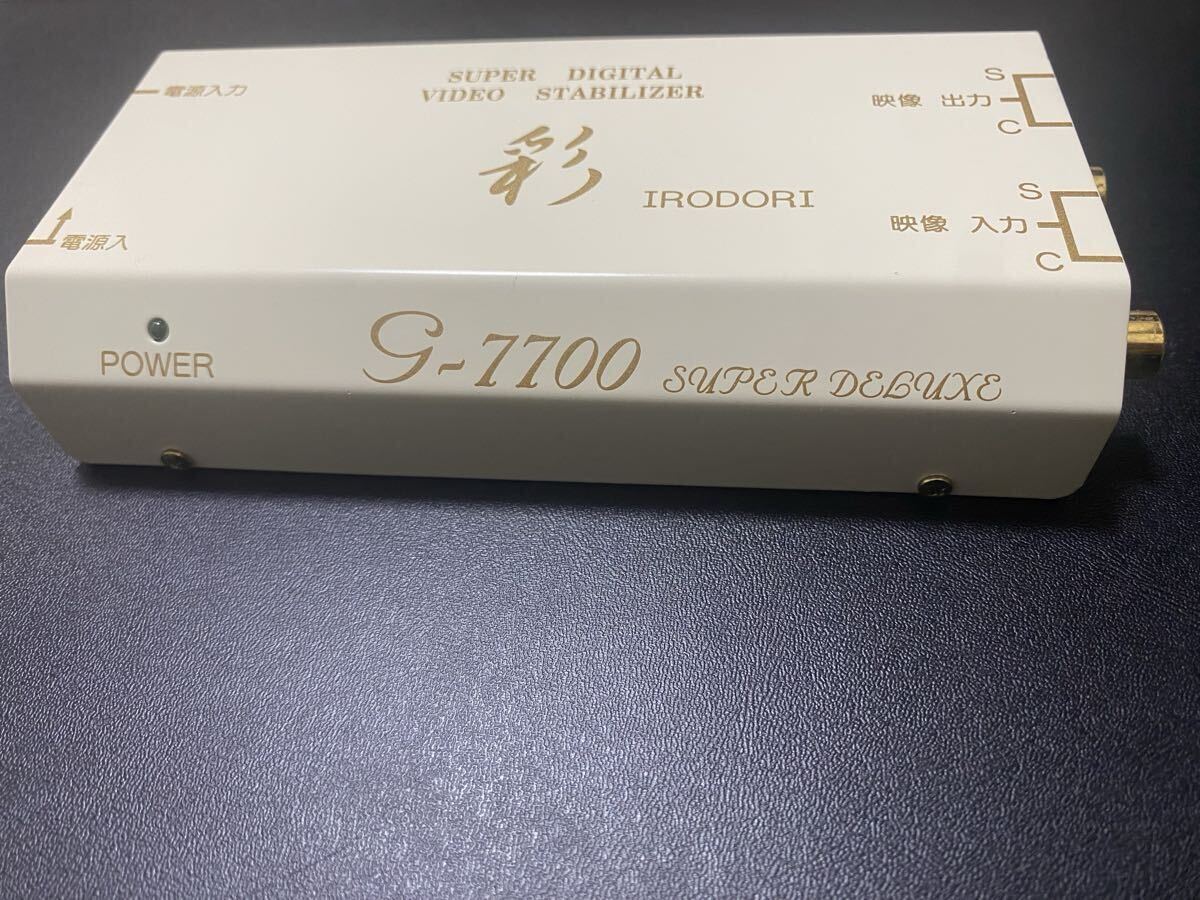 SUPER DIGITAL
VIDEO STABILIZER
彩 IRODORI
電源入力
電源入
S
映像 出力
C
S
映像 入力
C
POWER
G-7700 SUPER DELUXE